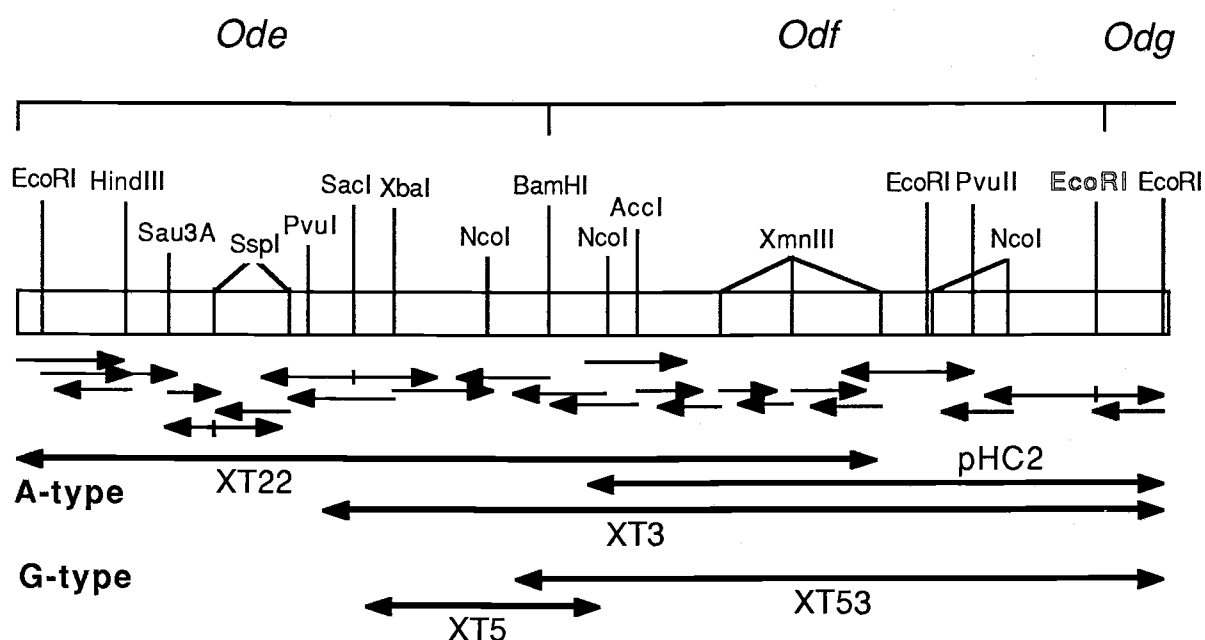 Ode Odf Odg
EcoRI HindIII SacI XbaI BamHI EcoRI PvuII EcoRI EcoRI
Sau3A SspI PvuI NcoI NcoI AccI XmnIII NcoI
XT22 pHC2
A-type
XT3
G-type
XT53
XT5